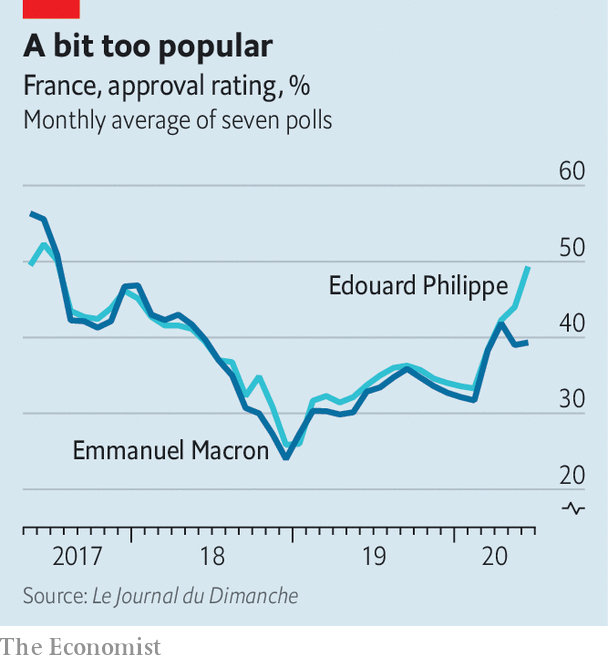 A bit too popular
France, approval rating, %
Monthly average of seven polls
60
50
Edouard Philippe
40
30
Emmanuel Macron
20
2017 18 19 20
Source: Le Journal du Dimanche
The Economist